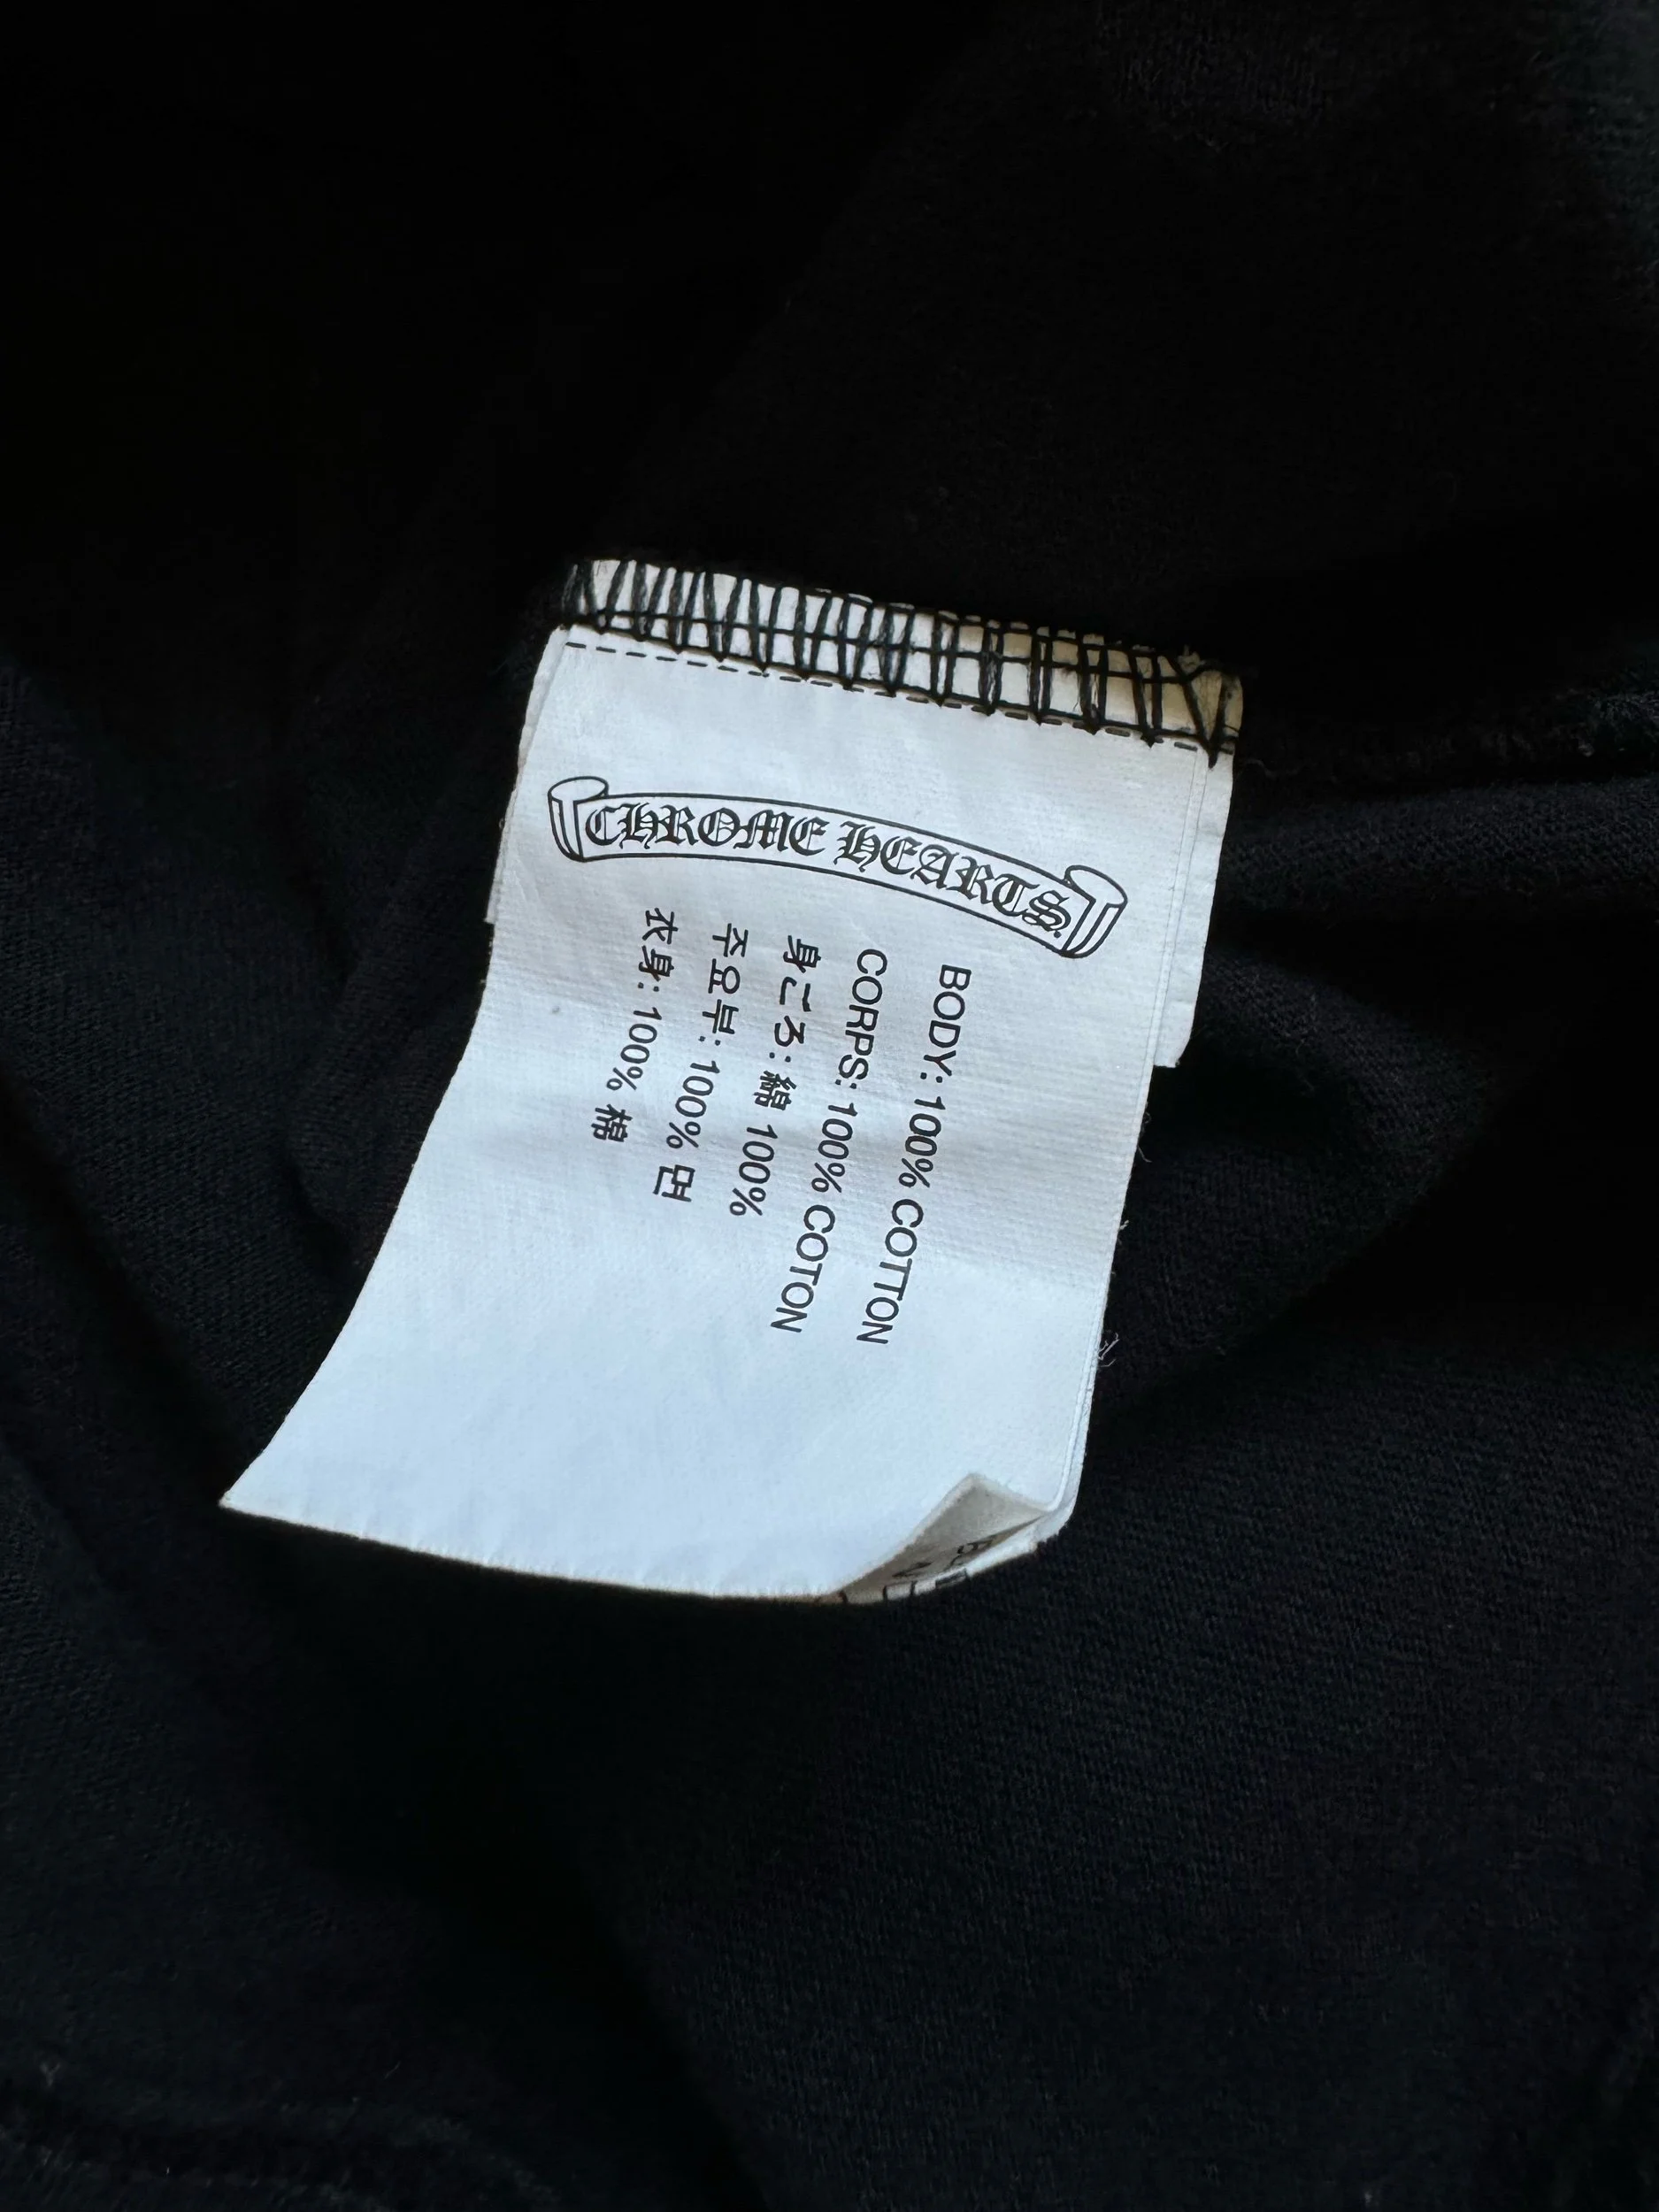 CHROME HEARTS
BODY: 100% COTTON
CORPS: 100% COTON
身ごろ: 綿 100%
주요부: 100% 면
衣身: 100% 棉